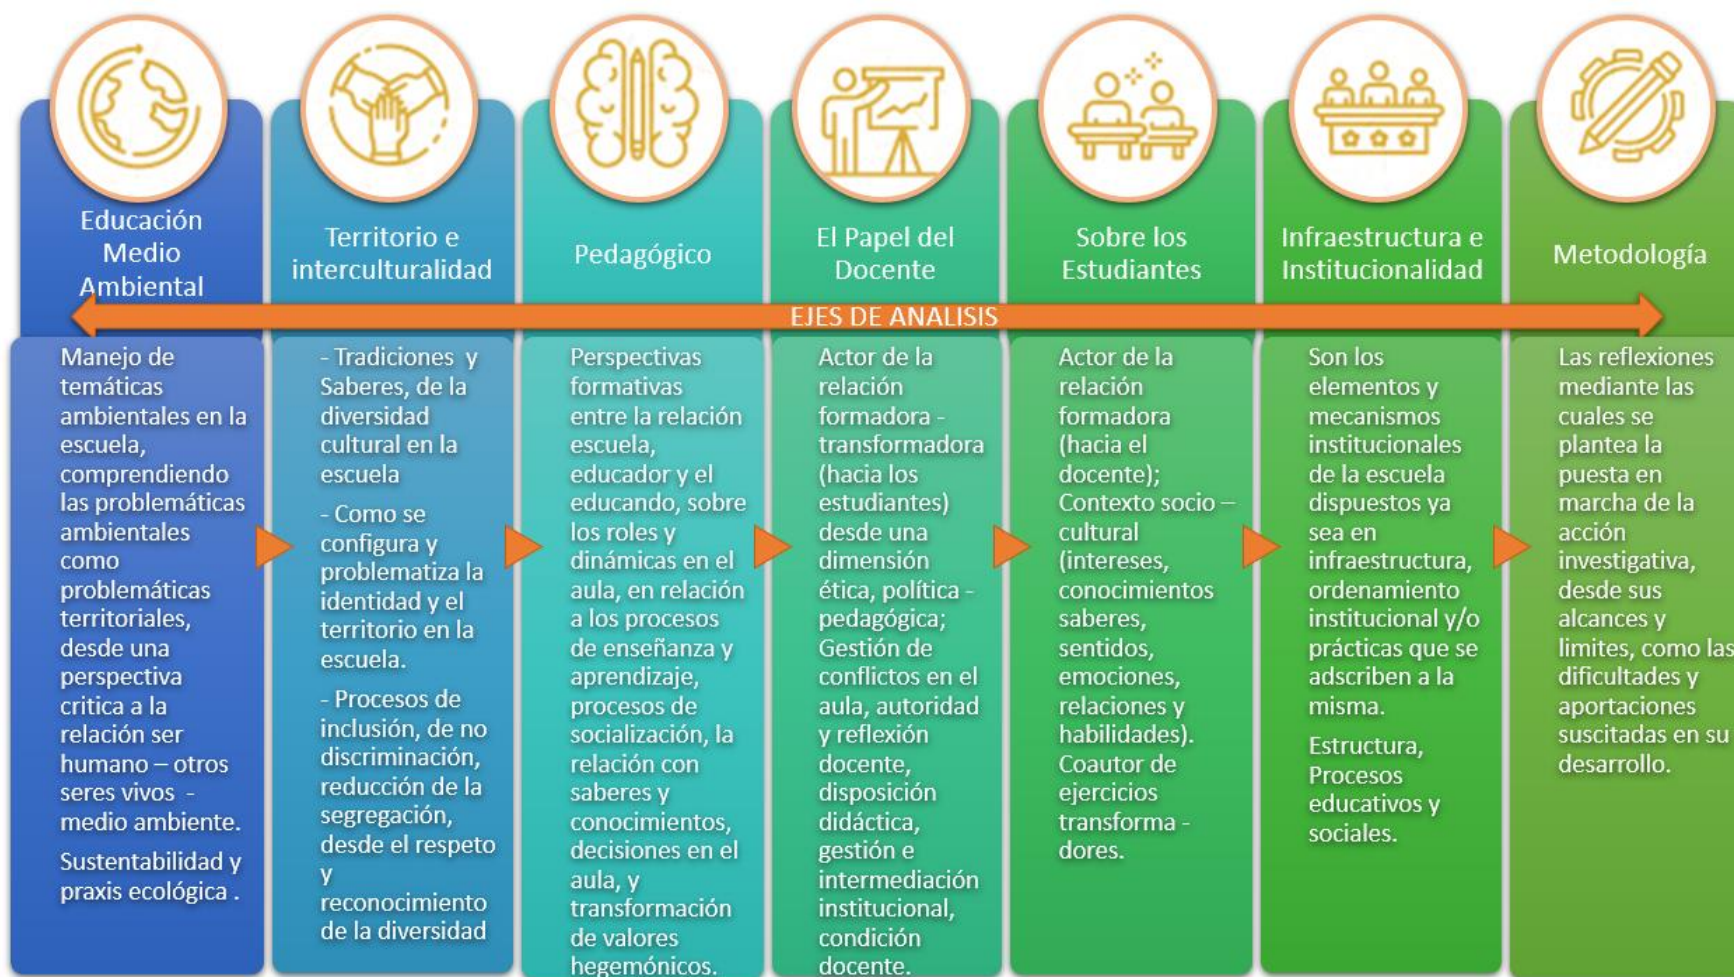 Educación
Medio
Ambiental
Territorio e
interculturalidad
Pedagógico
El Papel del
Docente
Sobre los
Estudiantes
Infraestructura e
Institucionalidad
Metodología
EJES DE ANALISIS
Manejo de
temáticas
ambientales en la
escuela,
comprendiendo
las problemáticas
ambientales
como
problemáticas
territoriales,
desde una
perspectiva
critica a la
relación ser
humano – otros
seres vivos -
medio ambiente.
Sustentabilidad y
praxis ecológica .
- Tradiciones y
Saberes, de la
diversidad
cultural en la
escuela
- Como se
configura y
problematiza la
identidad y el
territorio en la
escuela.
- Procesos de
inclusión, de no
discriminación,
reducción de la
segregación,
desde el respeto
y
reconocimiento
de la diversidad
Perspectivas
formativas
entre la relación
escuela,
educador y el
educando, sobre
los roles y
dinámicas en el
aula, en relación
a los procesos
de enseñanza y
aprendizaje,
procesos de
socialización, la
relación con
saberes y
conocimientos,
decisiones en el
aula, y
transformación
de valores
hegemónicos.
Actor de la
relación
formadora -
transformadora
(hacia los
estudiantes)
desde una
dimensión
ética, política -
pedagógica;
Gestión de
conflictos en el
aula, autoridad
y reflexión
docente,
disposición
didáctica,
gestión e
intermediación
institucional,
condición
docente.
Actor de la
relación
formadora
(hacia el
docente);
Contexto socio –
cultural
(intereses,
conocimientos
saberes,
sentidos,
emociones,
relaciones y
habilidades).
Coautor de
ejercicios
transforma -
dores.
Son los
elementos y
mecanismos
institucionales
de la escuela
dispuestos ya
sea en
infraestructura,
ordenamiento
institucional y/o
prácticas que se
adscriben a la
misma.
Estructura,
Procesos
educativos y
sociales.
Las reflexiones
mediante las
cuales se
plantea la
puesta en
marcha de la
acción
investigativa,
desde sus
alcances y
limites, como las
dificultades y
aportaciones
suscitadas en su
desarrollo.